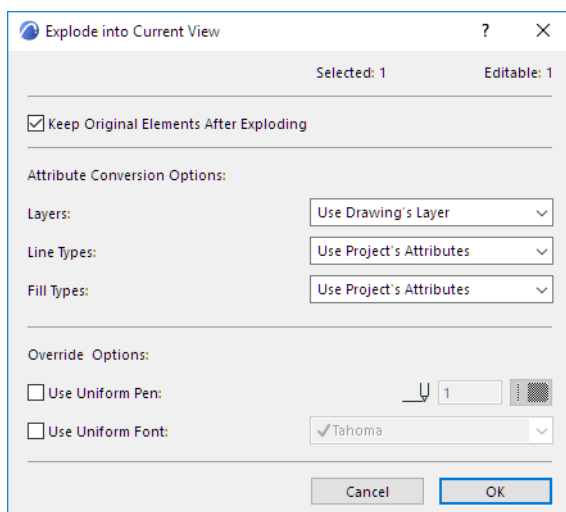 Explode into Current View
Selected: 1 Editable: 1
Keep Original Elements After Exploding
Attribute Conversion Options:
Layers: Use Drawing's Layer
Line Types: Use Project's Attributes
Fill Types: Use Project's Attributes
Override Options:
Use Uniform Pen: 1
Use Uniform Font: Tahoma
Cancel OK